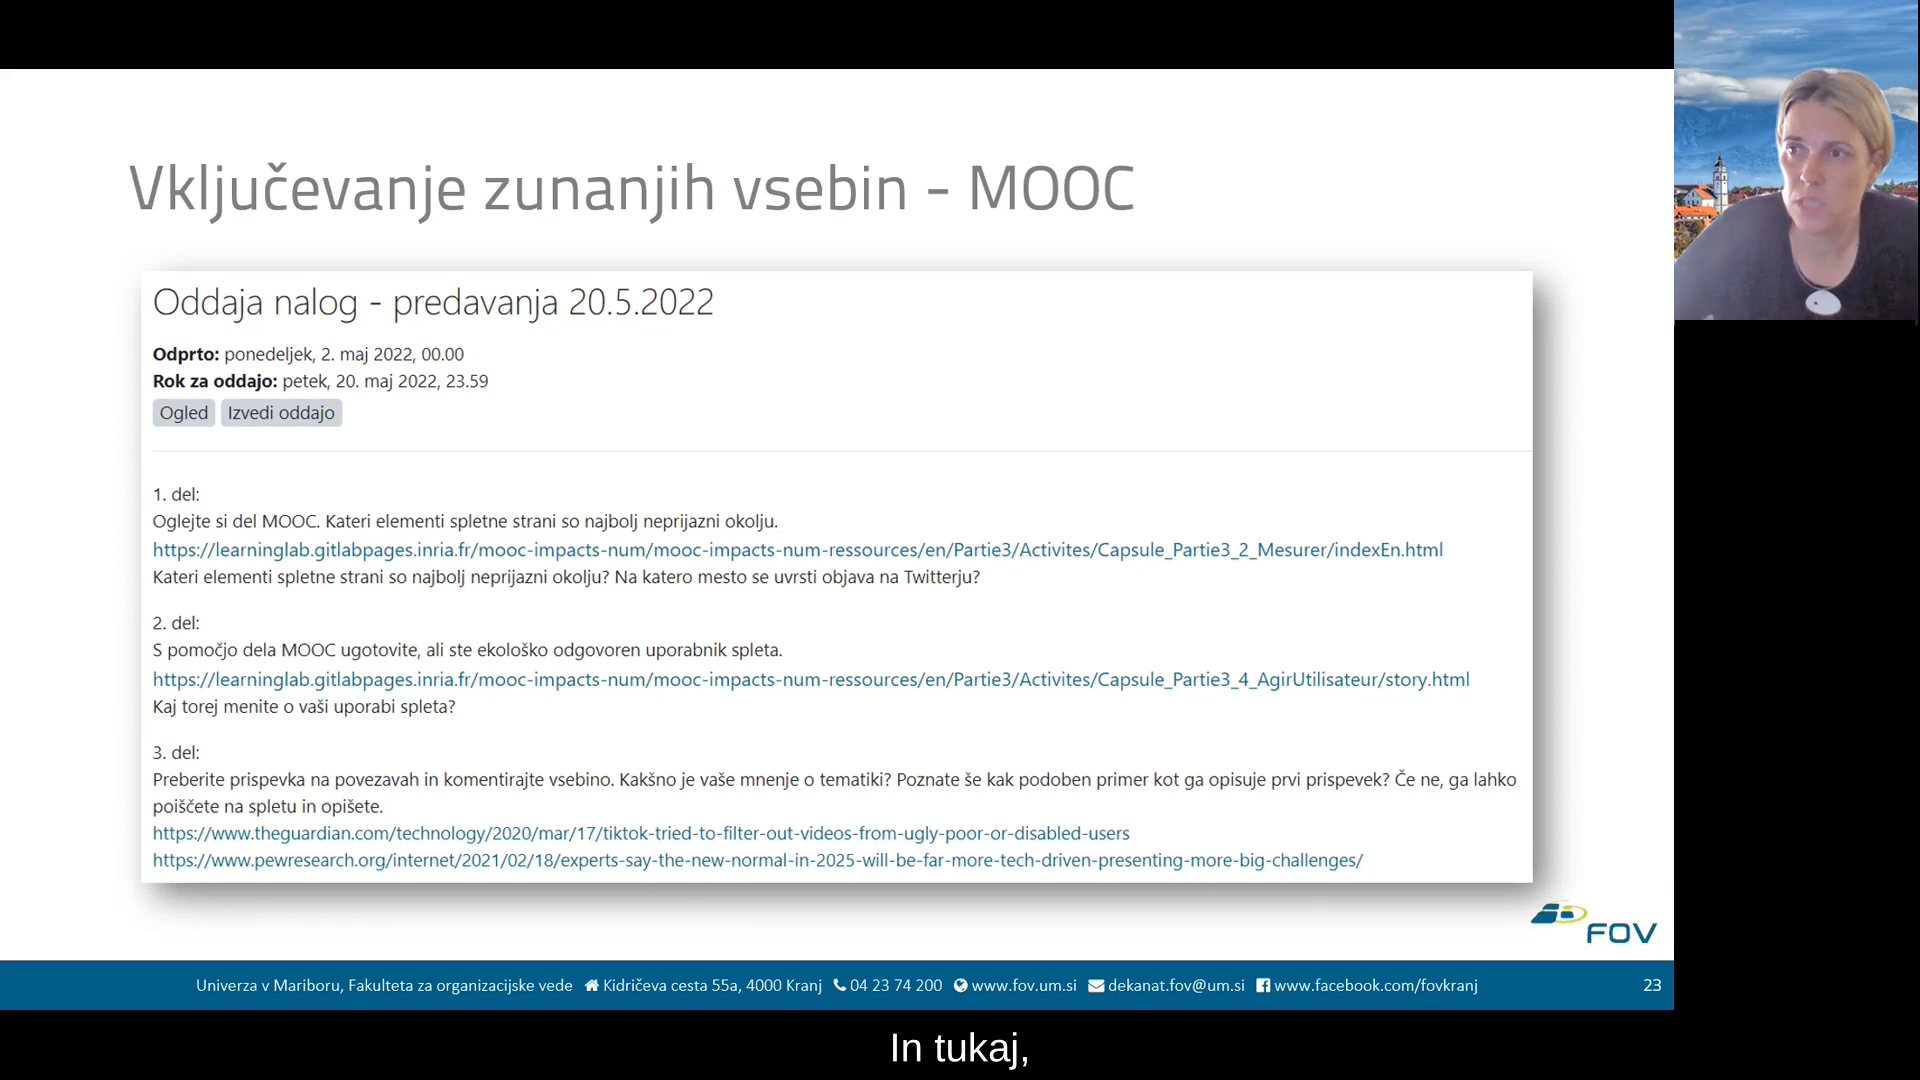 Vključevanje zunanjih vsebin - MOOC
Oddaja nalog - predavanja 20.5.2022
Odprto: ponedeljek, 2. maj 2022, 00.00
Rok za oddajo: petek, 20. maj 2022, 23.59
Ogled Izvedi oddajo
1. del:
Oglejte si del MOOC. Kateri elementi spletne strani so najbolj neprijazni okolju.
https://learninglab.gitlabpages.inria.fr/mooc-impacts-num/mooc-impacts-num-ressources/en/Partie3/Activites/Capsule_Partie3_2_Mesurer/indexEn.html
Kateri elementi spletne strani so najbolj neprijazni okolju? Na katero mesto se uvrsti objava na Twitterju?
2. del:
S pomočjo dela MOOC ugotovite, ali ste ekološko odgovoren uporabnik spleta.
https://learninglab.gitlabpages.inria.fr/mooc-impacts-num/mooc-impacts-num-ressources/en/Partie3/Activites/Capsule_Partie3_4_AgirUtilisateur/story.html
Kaj torej menite o vaši uporabi spleta?
3. del:
Preberite prispevka na povezavah in komentirajte vsebino. Kakšno je vaše mnenje o tematiki? Poznate še kak podoben primer kot ga opisuje prvi prispevek? Če ne, ga lahko
poiščete na spletu in opišete.
https://www.theguardian.com/technology/2020/mar/17/tiktok-tried-to-filter-out-videos-from-ugly-poor-or-disabled-users
https://www.pewresearch.org/internet/2021/02/18/experts-say-the-new-normal-in-2025-will-be-far-more-tech-driven-presenting-more-big-challenges/
FOV
Univerza v Mariboru, Fakulteta za organizacijske vede Kidričeva cesta 55a, 4000 Kranj 04 23 74 200 www.fov.um.si dekanat.fov@um.si www.facebook.com/fovkranj 23
In tukaj,